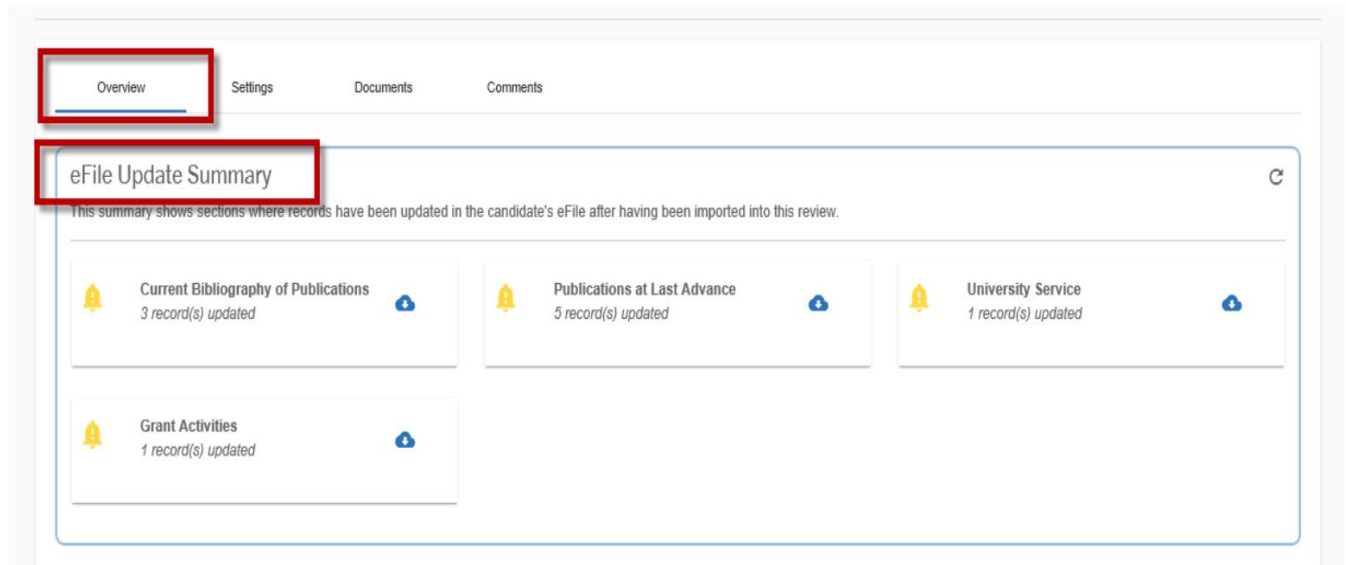 Overview Settings Documents Comments
eFile Update Summary
This summary shows sections where records have been updated in the candidate's eFile after having been imported into this review.
Current Bibliography of Publications
3 record(s) updated
Publications at Last Advance
5 record(s) updated
University Service
1 record(s) updated
Grant Activities
1 record(s) updated